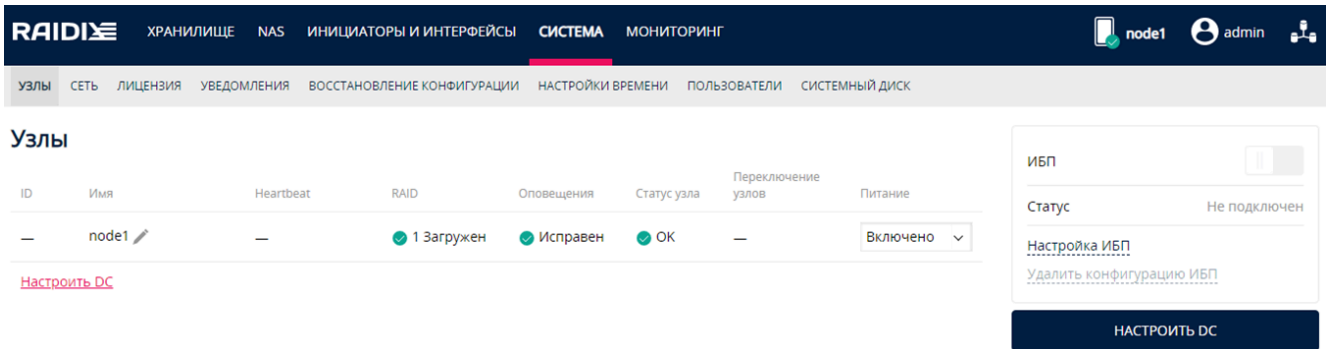 RAIDIX ХРАНИЛИЩЕ NAS ИНИЦИАТОРЫ И ИНТЕРФЕЙСЫ СИСТЕМА МОНИТОРИНГ node1 admin
УЗЛЫ СЕТЬ ЛИЦЕНЗИЯ УВЕДОМЛЕНИЯ ВОССТАНОВЛЕНИЕ КОНФИГУРАЦИИ НАСТРОЙКИ ВРЕМЕНИ ПОЛЬЗОВАТЕЛИ СИСТЕМНЫЙ ДИСК
Узлы
ID Имя Heartbeat RAID Оповещения Статус узла Переключение узлов Питание
— node1 — 1 Загружен Исправен OK — Включено
Настроить DC
ИБП
Статус Не подключен
Настройка ИБП
Удалить конфигурацию ИБП
НАСТРОИТЬ DC